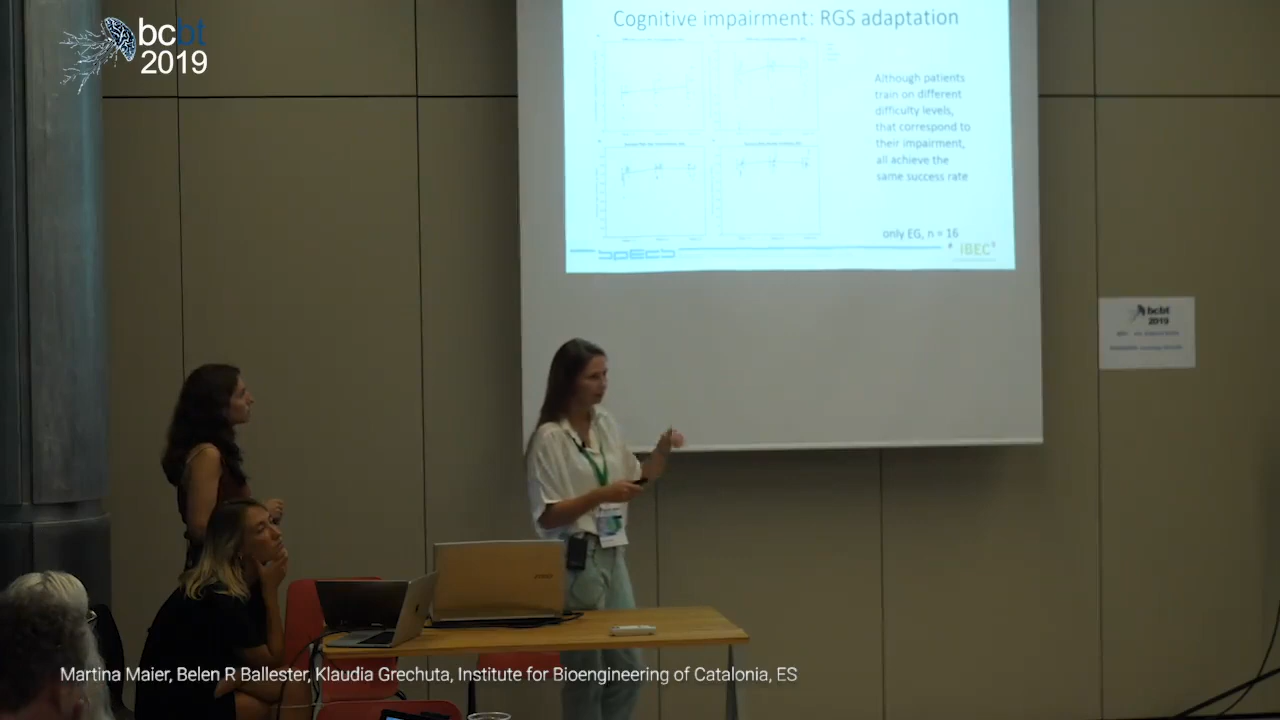 bcbt
2019
Cognitive impairment: RGS adaptation
Although patients
train on different
difficulty levels,
that correspond to
their impairment,
all achieve the
same success rate
only EG, n = 16
specs
IBEC
bcbt
2019
Martina Maier, Belen R Ballester, Klaudia Grechuta, Institute for Bioengineering of Catalonia, ES